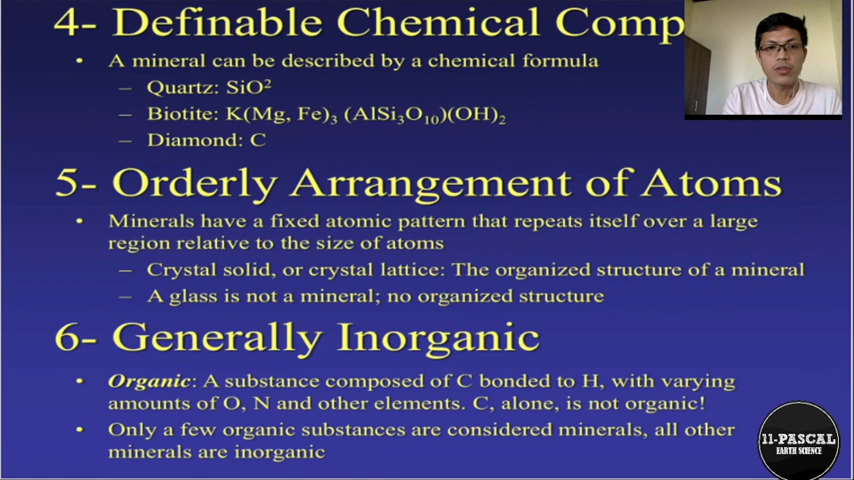 4- Definable Chemical Comp
• A mineral can be described by a chemical formula
– Quartz: SiO²
– Biotite: K(Mg, Fe)₃ (AlSi₃O₁₀)(OH)₂
– Diamond: C
5- Orderly Arrangement of Atoms
• Minerals have a fixed atomic pattern that repeats itself over a large
region relative to the size of atoms
– Crystal solid, or crystal lattice: The organized structure of a mineral
– A glass is not a mineral; no organized structure
6- Generally Inorganic
• Organic: A substance composed of C bonded to H, with varying
amounts of O, N and other elements. C, alone, is not organic!
• Only a few organic substances are considered minerals, all other
minerals are inorganic
11-PASCAL
EARTH SCIENCE